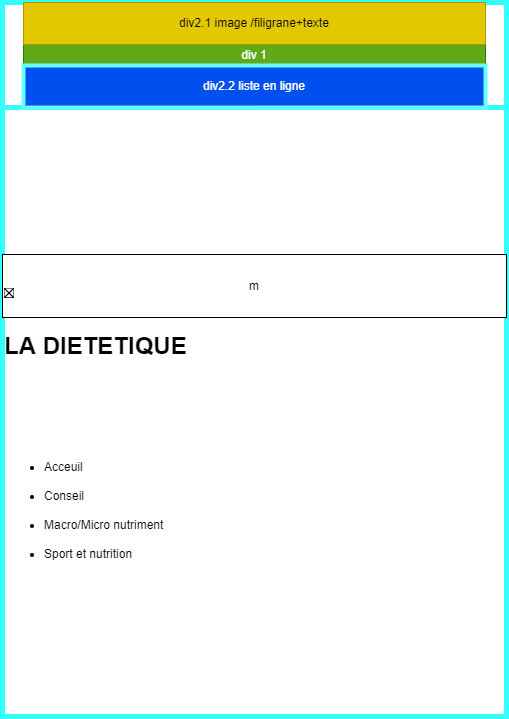 div2.1 image /filigrane+texte
div 1
div2.2 liste en ligne
m
LA DIETETIQUE
Acceuil
Conseil
Macro/Micro nutriment
Sport et nutrition